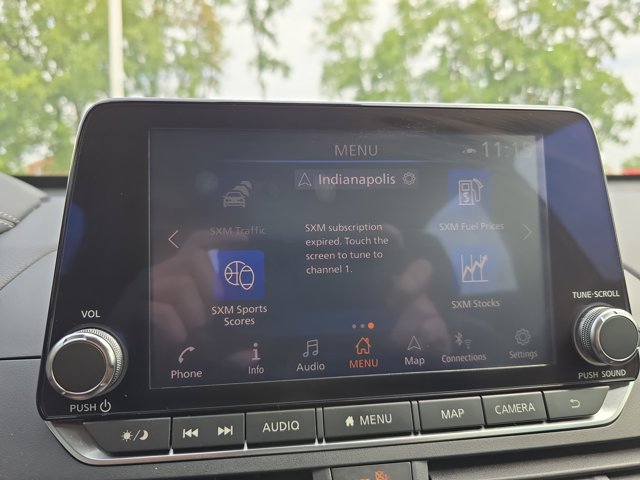 MENU
11:15
Indianapolis
SXM Traffic
SXM Fuel Prices
SXM subscription
expired. Touch the
screen to tune to
channel 1.
SXM Sports
Scores
SXM Stocks
VOL
TUNE·SCROLL
Phone
Info
Audio
MENU
Map
Connections
Settings
PUSH
PUSH SOUND
AUDIO
MENU
MAP
CAMERA